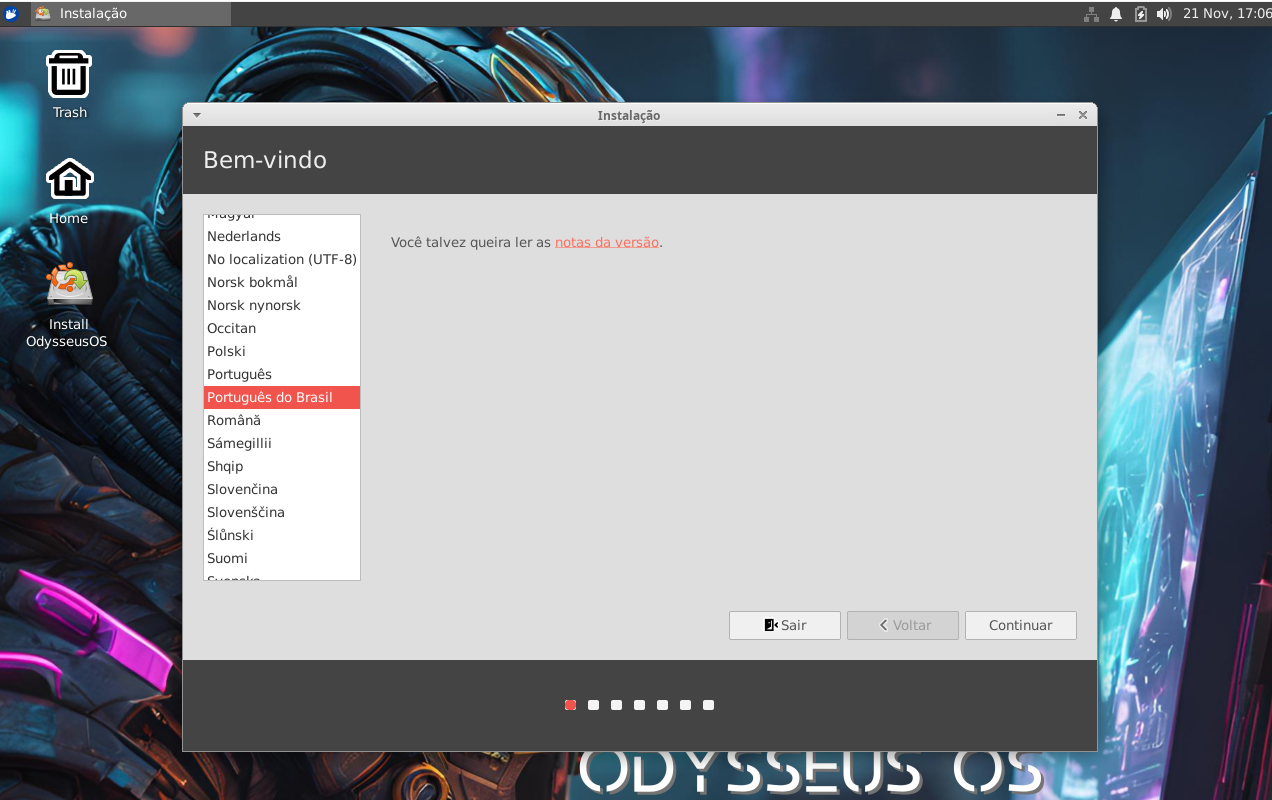 Instalação
21 Nov, 17:06
Trash
Home
Install
OdysseusOS
Instalação
Bem-vindo
Magyar
Nederlands
No localization (UTF-8)
Norsk bokmål
Norsk nynorsk
Occitan
Polski
Português
Português do Brasil
Română
Sámegillii
Shqip
Slovenčina
Slovenščina
Ślůnski
Suomi
Svenska
Você talvez queira ler as notas da versão.
Sair
Voltar
Continuar
ODYSSEUS OS